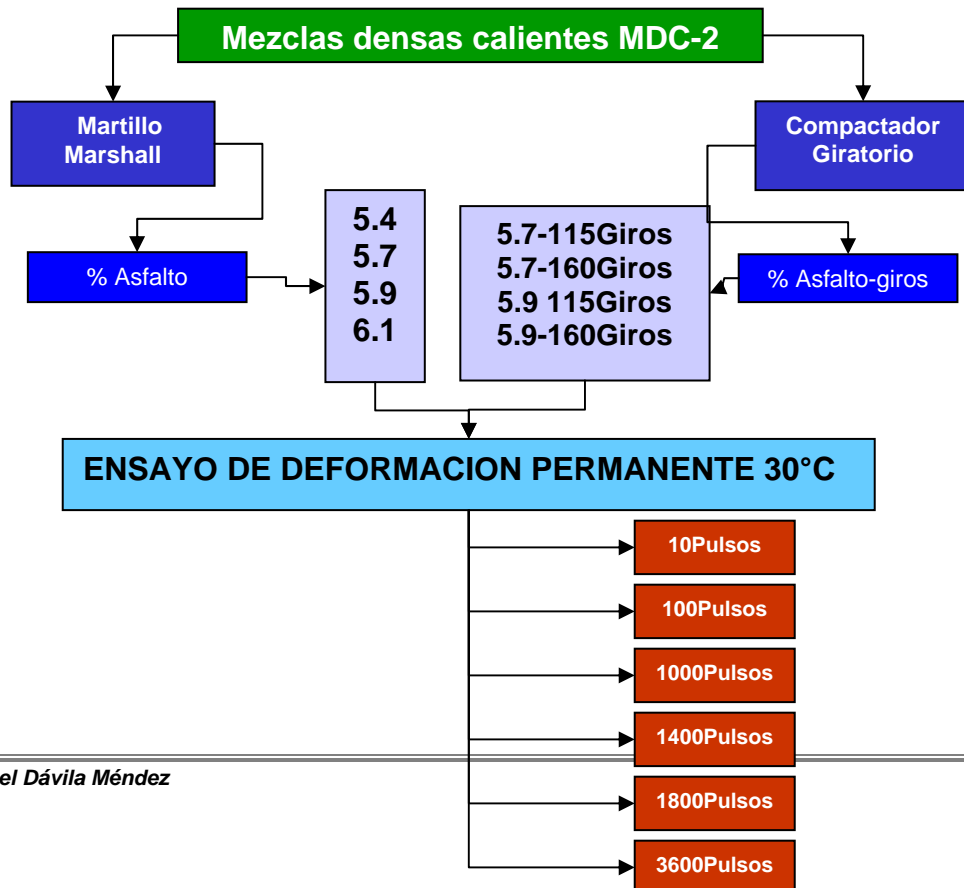 Mezclas densas calientes MDC-2
Martillo
Marshall
Compactador
Giratorio
% Asfalto
5.4
5.7
5.9
6.1
5.7-115Giros
5.7-160Giros
5.9 115Giros
5.9-160Giros
% Asfalto-giros
ENSAYO DE DEFORMACION PERMANENTE 30°C
10Pulsos
100Pulsos
1000Pulsos
1400Pulsos
el Dávila Méndez
1800Pulsos
3600Pulsos